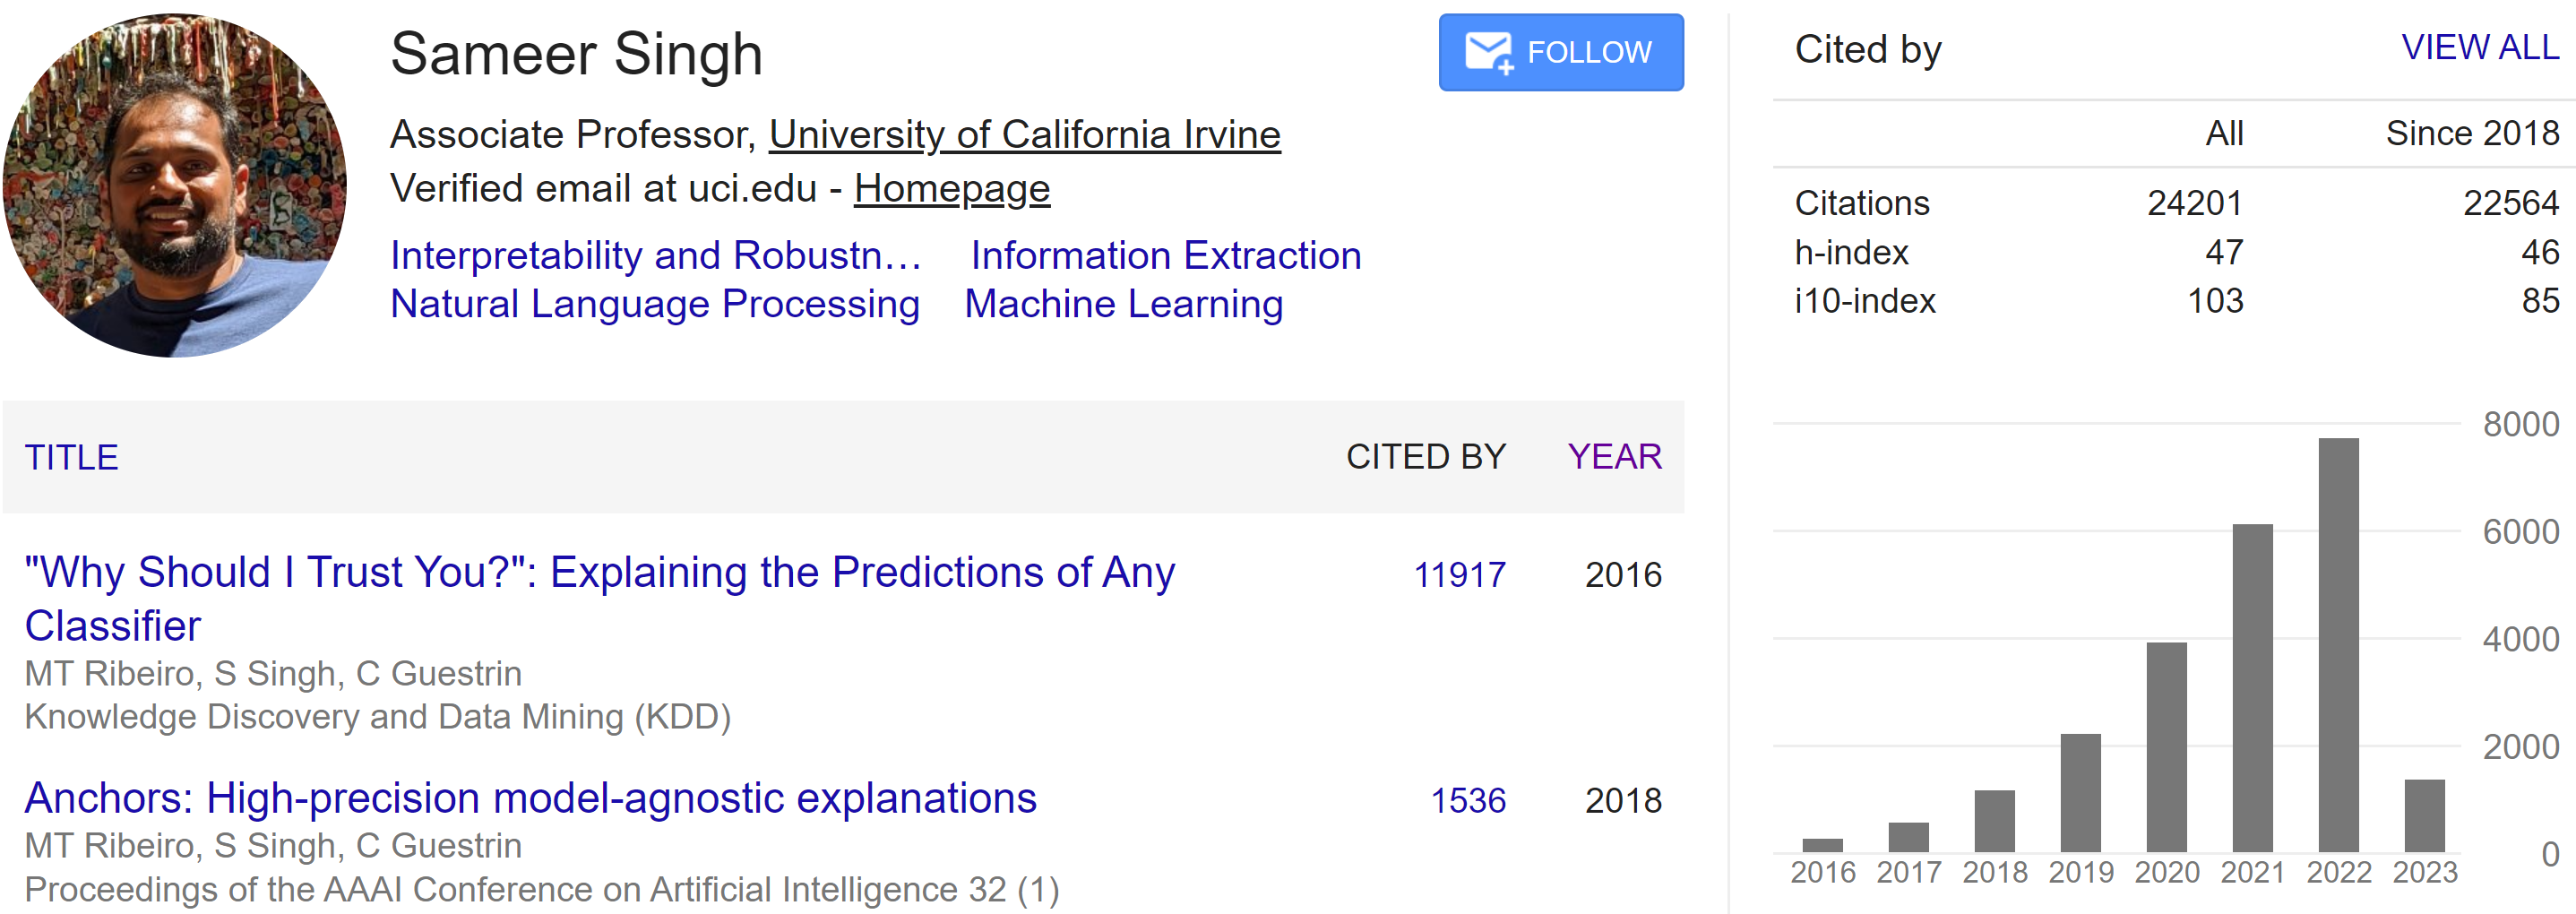 Sameer Singh
FOLLOW
Associate Professor, University of California Irvine
Verified email at uci.edu - Homepage
Interpretability and Robustn… Information Extraction
Natural Language Processing Machine Learning
TITLE CITED BY YEAR
"Why Should I Trust You?": Explaining the Predictions of Any 11917 2016
Classifier
MT Ribeiro, S Singh, C Guestrin
Knowledge Discovery and Data Mining (KDD)
Anchors: High-precision model-agnostic explanations 1536 2018
MT Ribeiro, S Singh, C Guestrin
Proceedings of the AAAI Conference on Artificial Intelligence 32 (1)
Cited by VIEW ALL
All Since 2018
Citations 24201 22564
h-index 47 46
i10-index 103 85
8000
6000
4000
2000
0
2016 2017 2018 2019 2020 2021 2022 2023